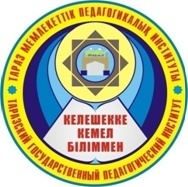 ТАРАЗ МЕМЛЕКЕТТІК ПЕДАГОГИКАЛЫҚ ИНСТИТУТЫ
КЕЛЕШЕККЕ
КЕМЕЛ
БІЛІММЕН
ТАРАЗСКИЙ ГОСУДАРСТВЕННЫЙ ПЕДАГОГИЧЕСКИЙ ИНСТИТУТ